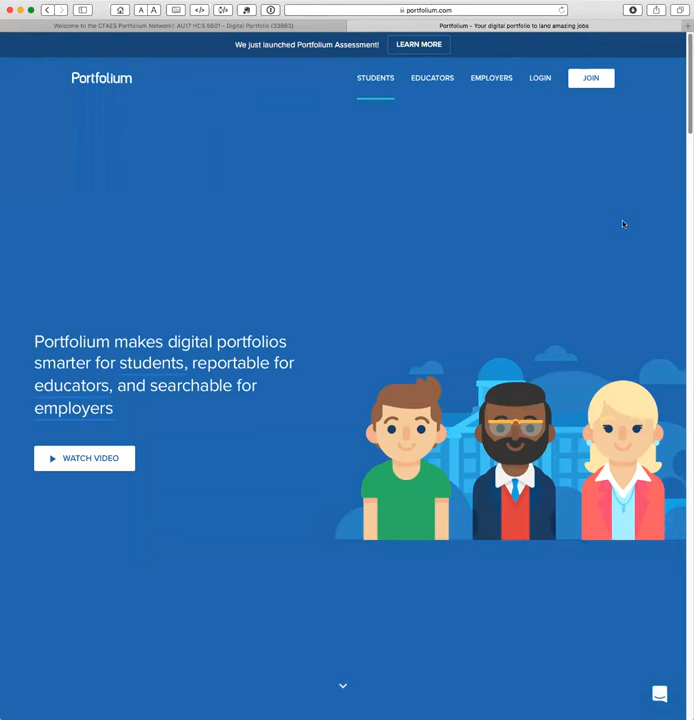 portfolium.com
Welcome to the CFAES Portfolium Network!: AU17 HCS 5601 - Digital Portfolio (33883)
Portfolium - Your digital portfolio to land amazing jobs
We just launched Portfolium Assessment! LEARN MORE
Portfolium STUDENTS EDUCATORS EMPLOYERS LOGIN JOIN
Portfolium makes digital portfolios
smarter for students, reportable for
educators, and searchable for
employers
WATCH VIDEO